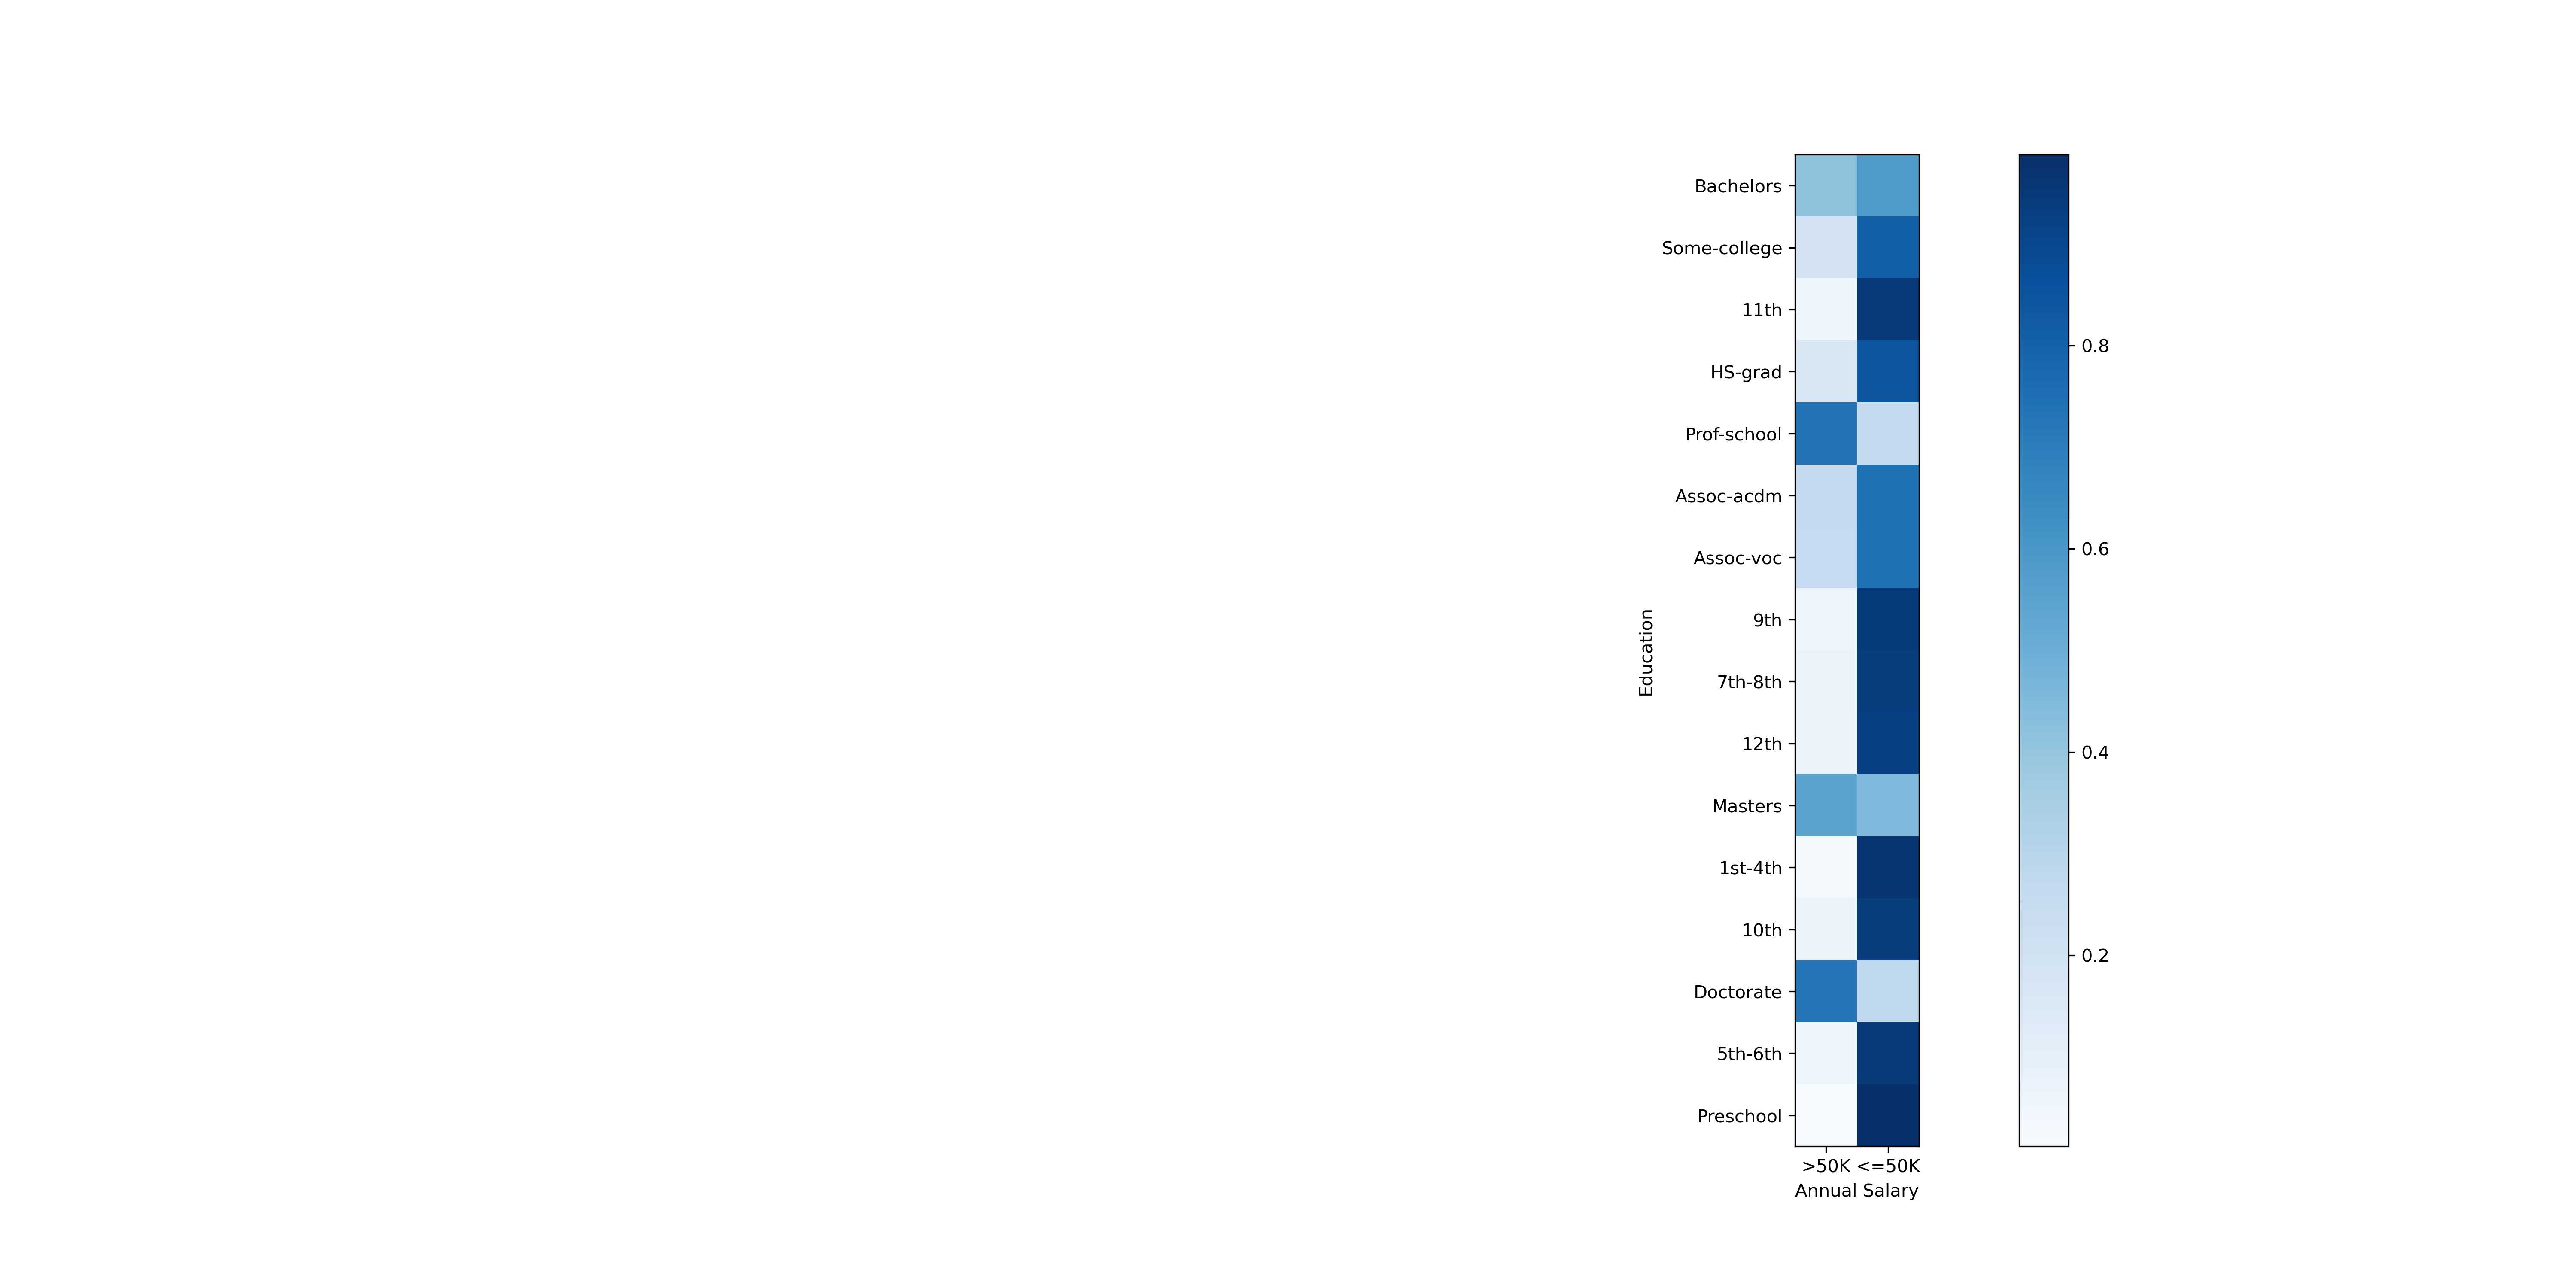 Bachelors
Some-college
11th
HS-grad
Prof-school
Assoc-acdm
Assoc-voc
9th
7th-8th
12th
Masters
1st-4th
10th
Doctorate
5th-6th
Preschool
Education
>50K <=50K
Annual Salary
0.8
0.6
0.4
0.2